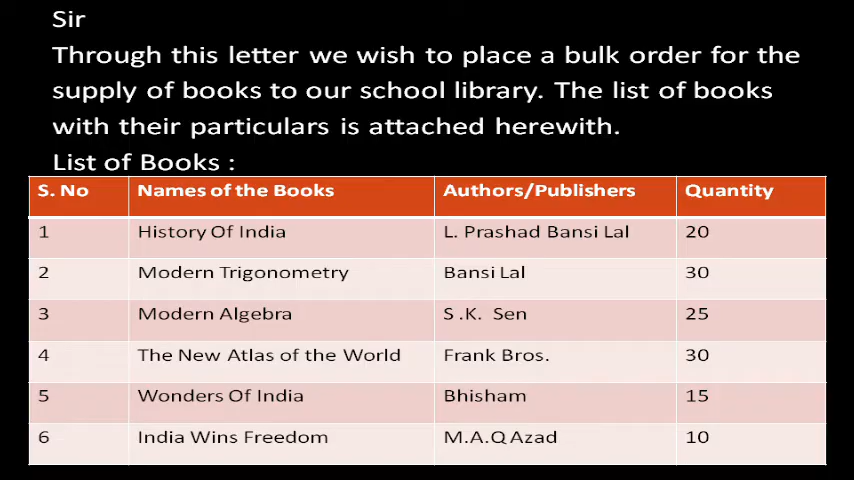 Sir
Through this letter we wish to place a bulk order for the
supply of books to our school library. The list of books
with their particulars is attached herewith.
List of Books :
S. No Names of the Books Authors/Publishers Quantity
1 History Of India L. Prashad Bansi Lal 20
2 Modern Trigonometry Bansi Lal 30
3 Modern Algebra S .K. Sen 25
4 The New Atlas of the World Frank Bros. 30
5 Wonders Of India Bhisham 15
6 India Wins Freedom M.A.Q Azad 10